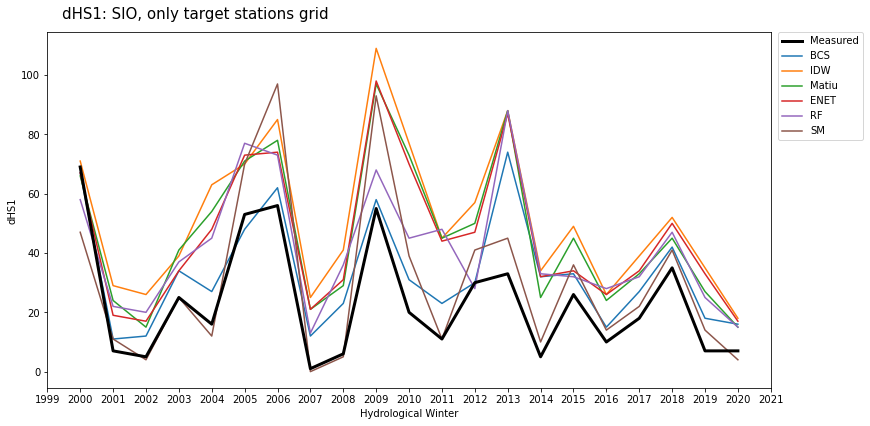 dHS1: SIO, only target stations grid
Measured
BCS
IDW
Matiu
ENET
RF
SM
dHS1
100
80
60
40
20
0
1999 2000 2001 2002 2003 2004 2005 2006 2007 2008 2009 2010 2011 2012 2013 2014 2015 2016 2017 2018 2019 2020 2021
Hydrological Winter